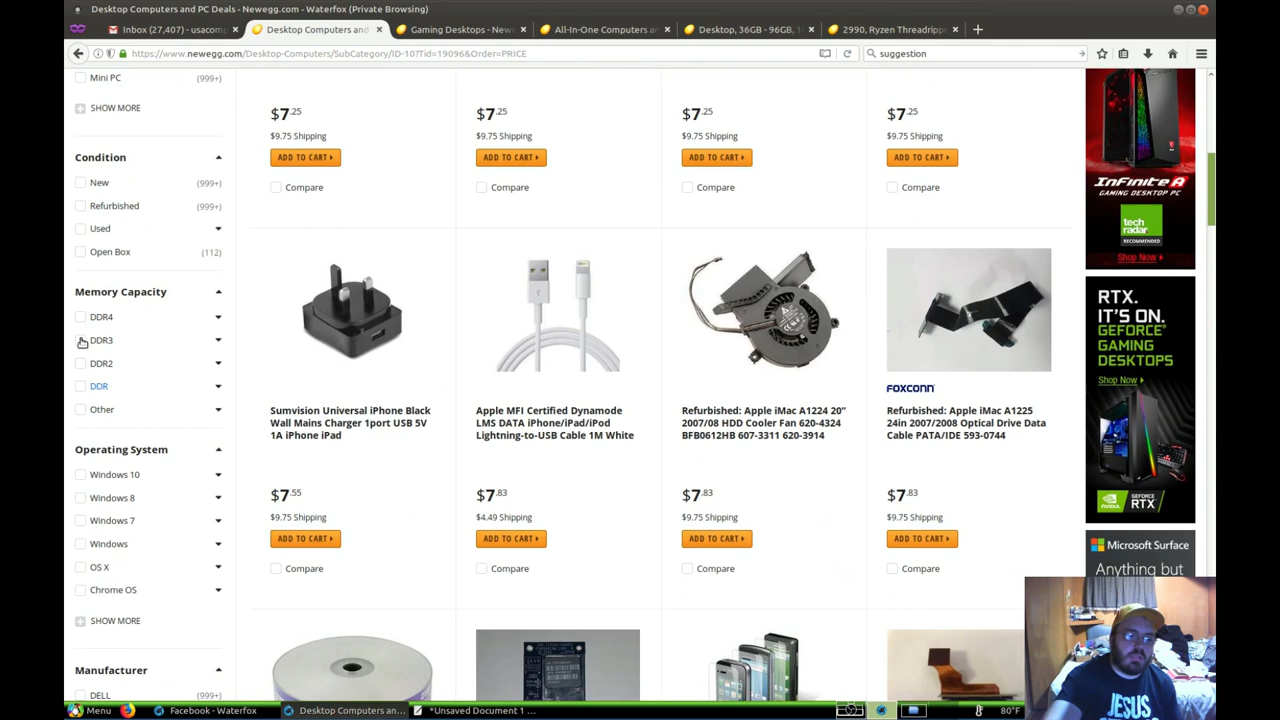 Desktop Computers and PC Deals - Newegg.com - Waterfox (Private Browsing)
Inbox (27,407) - usacomp
Desktop Computers and
Gaming Desktops - Newe
All-In-One Computers a
Desktop, 36GB - 96GB, 1
2990, Ryzen Threadrippe
https://www.newegg.com/Desktop-Computers/SubCategory/ID-10?Tid=19096&Order=PRICE
suggestion
Mini PC (999+)
SHOW MORE
Condition
New (999+)
Refurbished (999+)
Used
Open Box (112)
Memory Capacity
DDR4
DDR3
DDR2
DDR
Other
Operating System
Windows 10
Windows 8
Windows 7
Windows
OS X
Chrome OS
SHOW MORE
Manufacturer
DELL (999+)
$7.25 $7.25 $7.25 $7.25
$9.75 Shipping $9.75 Shipping $9.75 Shipping $9.75 Shipping
ADD TO CART ADD TO CART ADD TO CART ADD TO CART
Compare Compare Compare Compare
Sumvision Universal iPhone Black
Wall Mains Charger 1port USB 5V
1A iPhone iPad
$7.55
$9.75 Shipping
ADD TO CART
Compare
Apple MFI Certified Dynamode
LMS DATA iPhone/iPad/iPod
Lightning-to-USB Cable 1M White
$7.83
$4.49 Shipping
ADD TO CART
Compare
Refurbished: Apple iMac A1224 20"
2007/08 HDD Cooler Fan 620-4324
BFB0612HB 607-3311 620-3914
$7.83
$9.75 Shipping
ADD TO CART
Compare
FOXCONN
Refurbished: Apple iMac A1225
24in 2007/2008 Optical Drive Data
Cable PATA/IDE 593-0744
$7.83
$9.75 Shipping
ADD TO CART
Compare
INFINITE A
GAMING DESKTOP PC
tech
radar
RECOMMENDED
Shop Now
RTX.
IT'S ON.
GEFORCE
GAMING
DESKTOPS
Shop Now
NVIDIA
GEFORCE
RTX
Microsoft Surface
Anything but
JESUS
Menu
Facebook - Waterfox
Desktop Computers an...
*Unsaved Document 1 ...
80°F